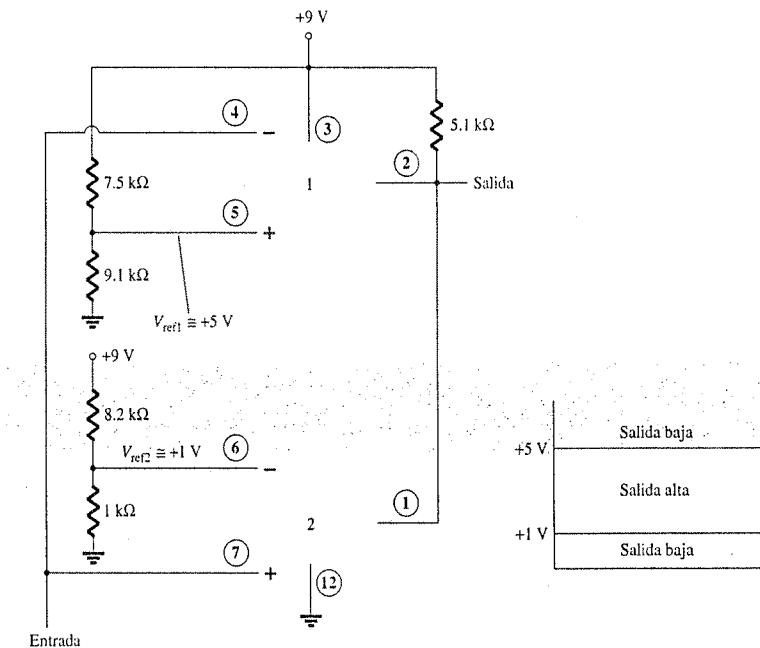 +9 V
4
−
3
5.1 kΩ
7.5 kΩ
1
2
Salida
5
+
9.1 kΩ
V_ref1 ≅ +5 V
+9 V
8.2 kΩ
V_ref2 ≅ +1 V
6
−
1 kΩ
2
1
7
+
12
Entrada
Salida baja
+5 V
Salida alta
+1 V
Salida baja